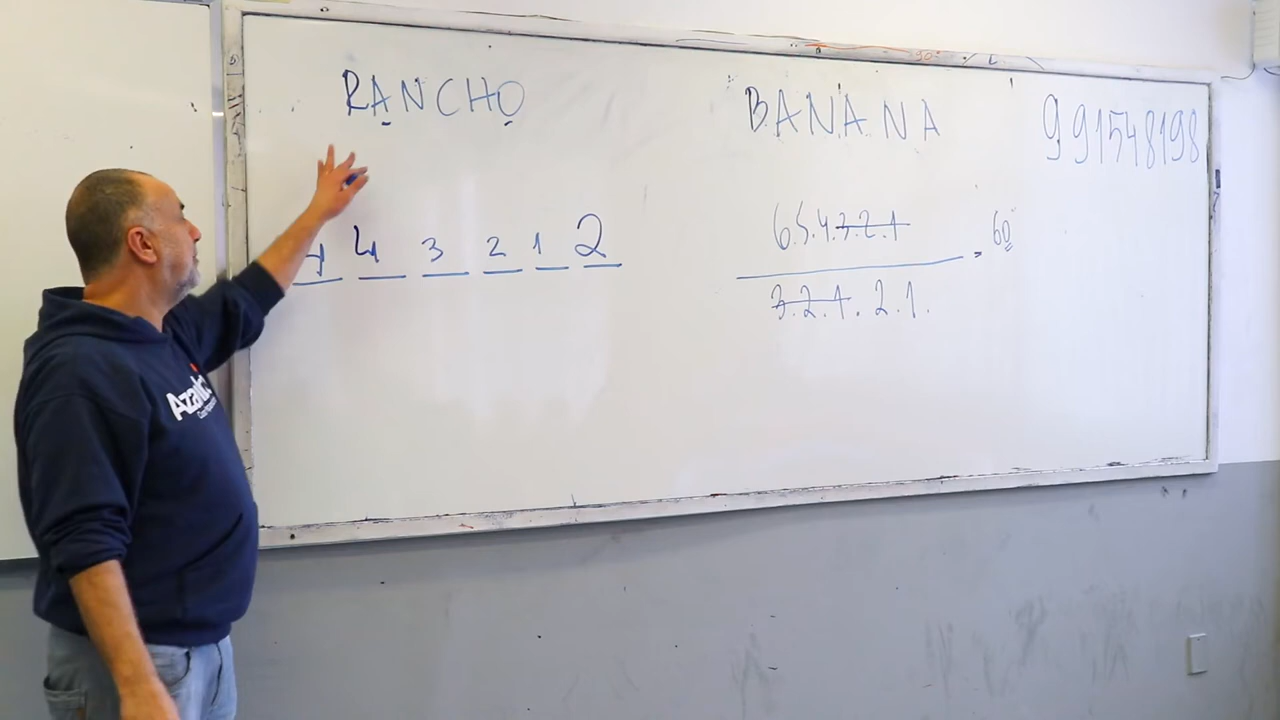 RANCHO
4 4 3 2 1 2
BANANA
6.5.4.3.2.1 = 60
3.2.1.2.1.
991548198